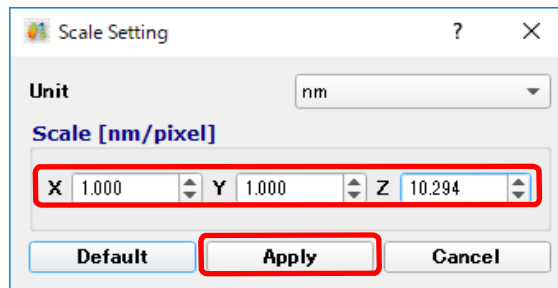 Scale Setting ? ×
Unit nm
Scale [nm/pixel]
X 1.000 Y 1.000 Z 10.294
Default Apply Cancel